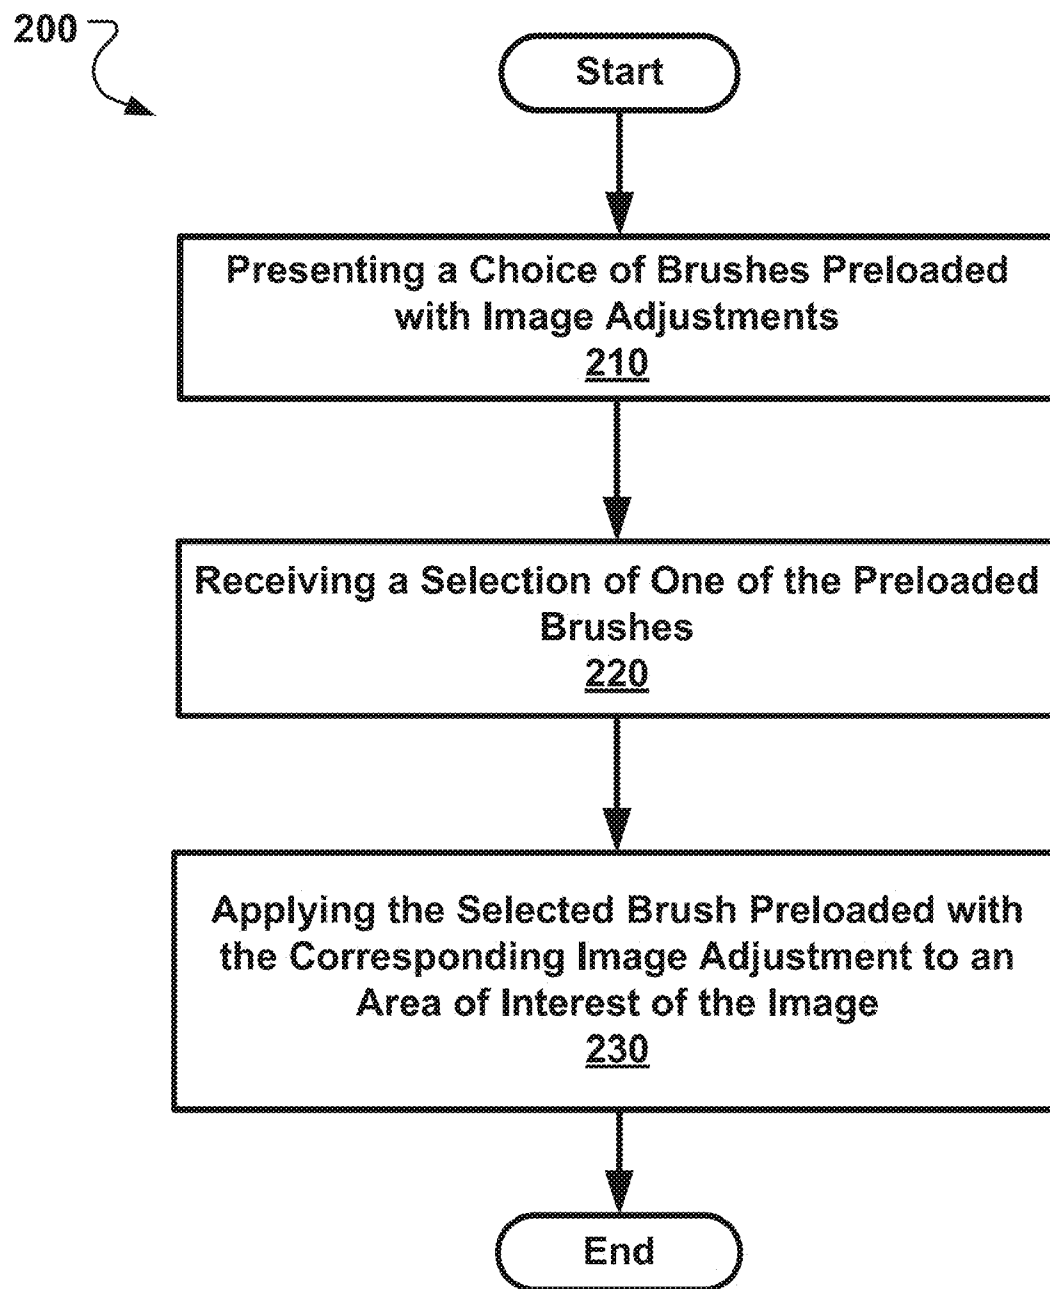 200
Start
Presenting a Choice of Brushes Preloaded
with Image Adjustments
210
Receiving a Selection of One of the Preloaded
Brushes
220
Applying the Selected Brush Preloaded with
the Corresponding Image Adjustment to an
Area of Interest of the Image
230
End